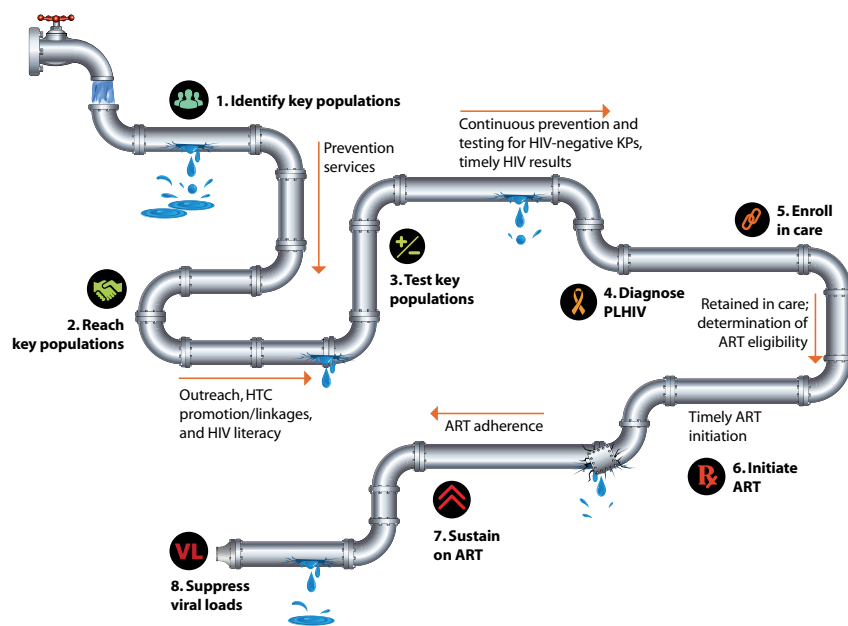 1. Identify key populations
Prevention
services
Continuous prevention and
testing for HIV-negative KPs,
timely HIV results
2. Reach
key populations
Outreach, HTC
promotion/linkages,
and HIV literacy
+/−
3. Test key
populations
4. Diagnose
PLHIV
5. Enroll
in care
Retained in care;
determination of
ART eligibility
Timely ART
initiation
Rx
6. Initiate
ART
ART adherence
7. Sustain
on ART
VL
8. Suppress
viral loads